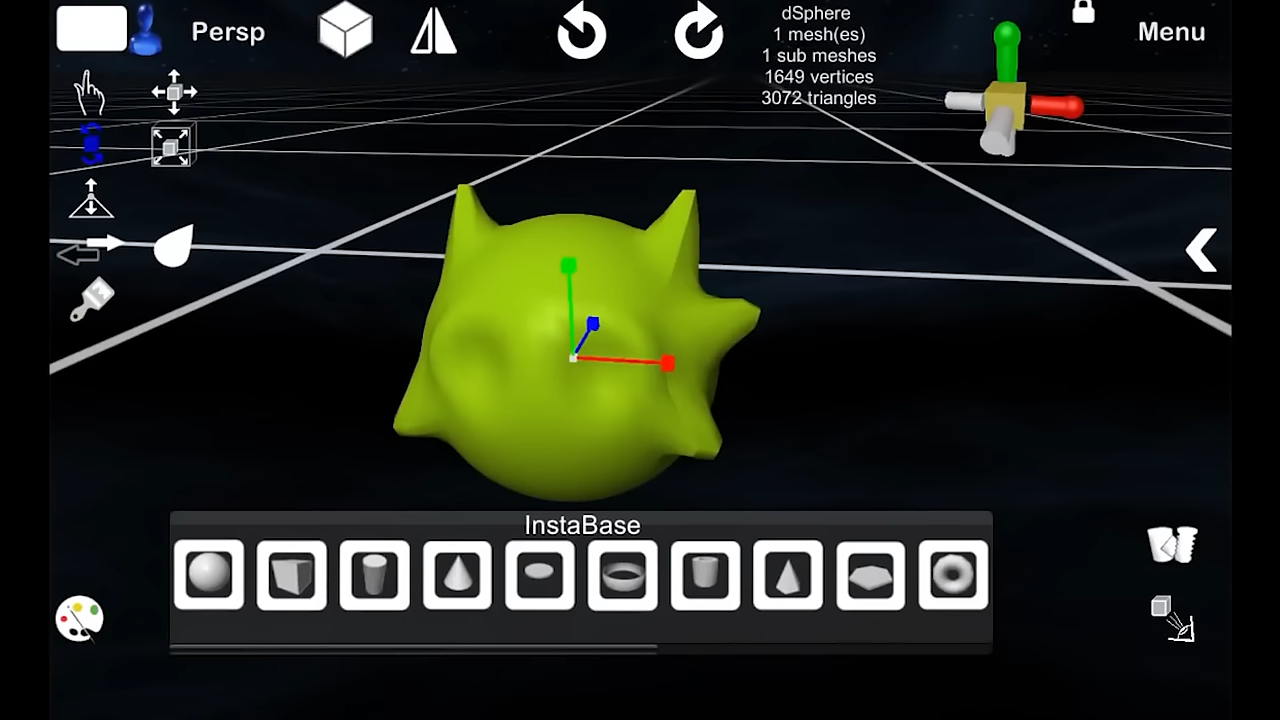 Persp
dSphere
1 mesh(es)
1 sub meshes
1649 vertices
3072 triangles
Menu
InstaBase